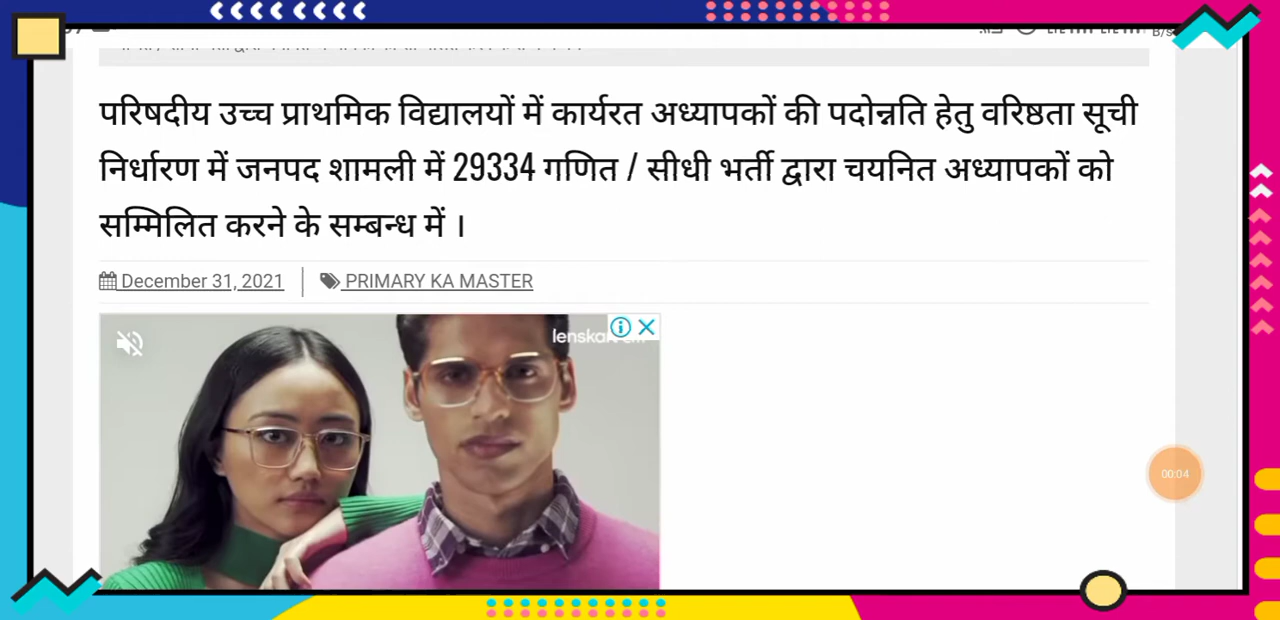 परिषदीय उच्च प्राथमिक विद्यालयों में कार्यरत अध्यापकों की पदोन्नति हेतु वरिष्ठता सूची
निर्धारण में जनपद शामली में 29334 गणित / सीधी भर्ती द्वारा चयनित अध्यापकों को
सम्मिलित करने के सम्बन्ध में ।
December 31, 2021 PRIMARY KA MASTER
00:04